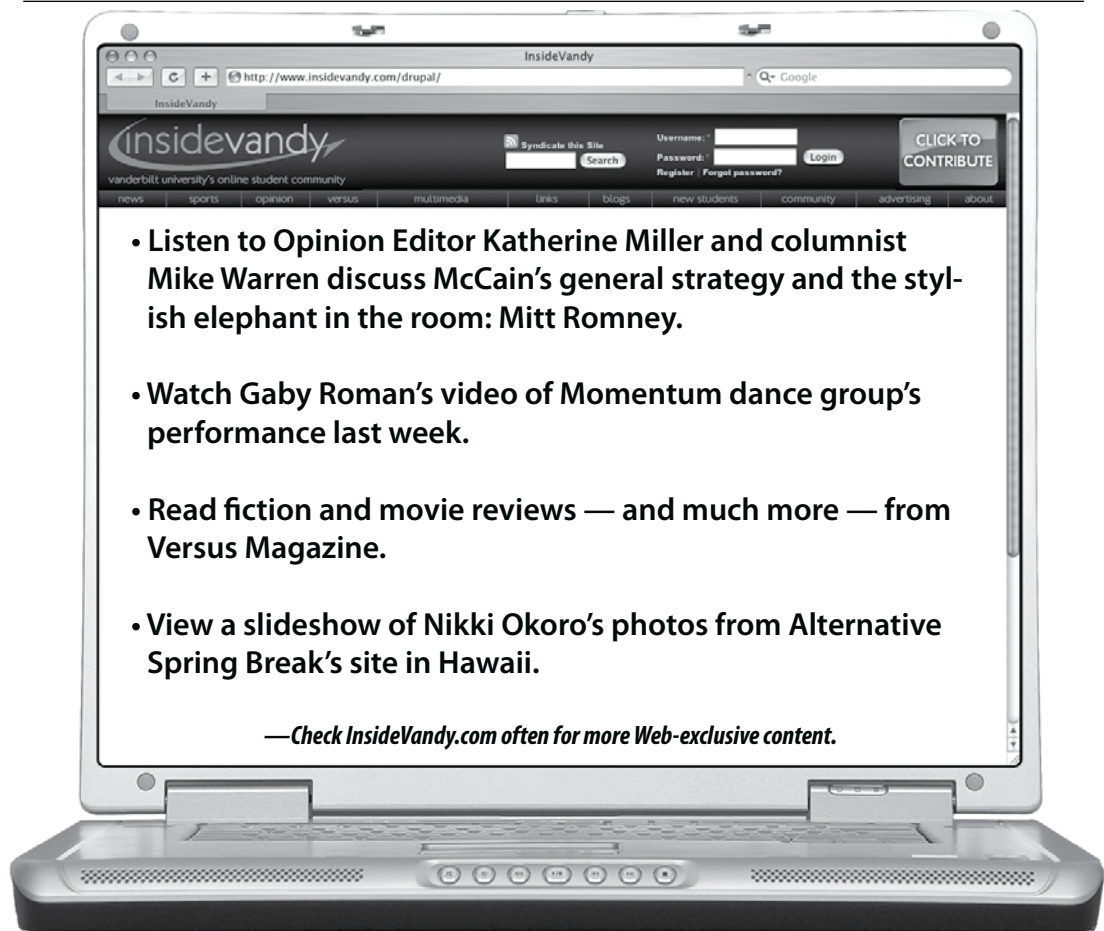 InsideVandy
http://www.insidevandy.com/drupal/
Google
InsideVandy
insidevandy
vanderbilt university's online student community
Syndicate this Site
Search
Username: *
Password: *
Login
Register | Forgot password?
CLICK TO
CONTRIBUTE
news sports opinion versus multimedia links blogs new students community advertising about
• Listen to Opinion Editor Katherine Miller and columnist
Mike Warren discuss McCain's general strategy and the styl-
ish elephant in the room: Mitt Romney.
• Watch Gaby Roman's video of Momentum dance group's
performance last week.
• Read fiction and movie reviews — and much more — from
Versus Magazine.
• View a slideshow of Nikki Okoro's photos from Alternative
Spring Break's site in Hawaii.
—Check InsideVandy.com often for more Web-exclusive content.